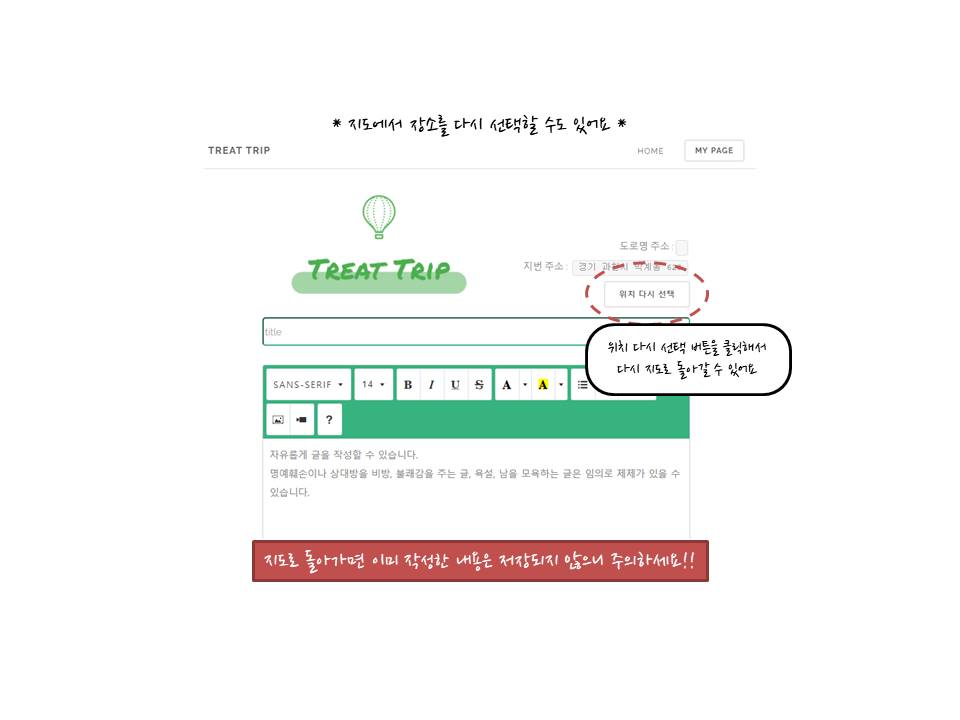 * 지도에서 장소를 다시 선택할 수도 있어요 *
TREAT TRIP
HOME
MY PAGE
도로명 주소 :
지번 주소 : 경기 과천시 막계동
TREAT TRIP
위치 다시 선택
title
위치 다시 선택 버튼을 클릭해서
다시 지도로 돌아갈 수 있어요
SANS-SERIF 14 B I U S A A
?
자유롭게 글을 작성할 수 있습니다.
명예훼손이나 상대방을 비방, 불쾌감을 주는 글, 욕설, 남을 모욕하는 글은 임의로 제제가 있을 수
있습니다.
지도로 돌아가면 이미 작성한 내용은 저장되지 않으니 주의하세요!!